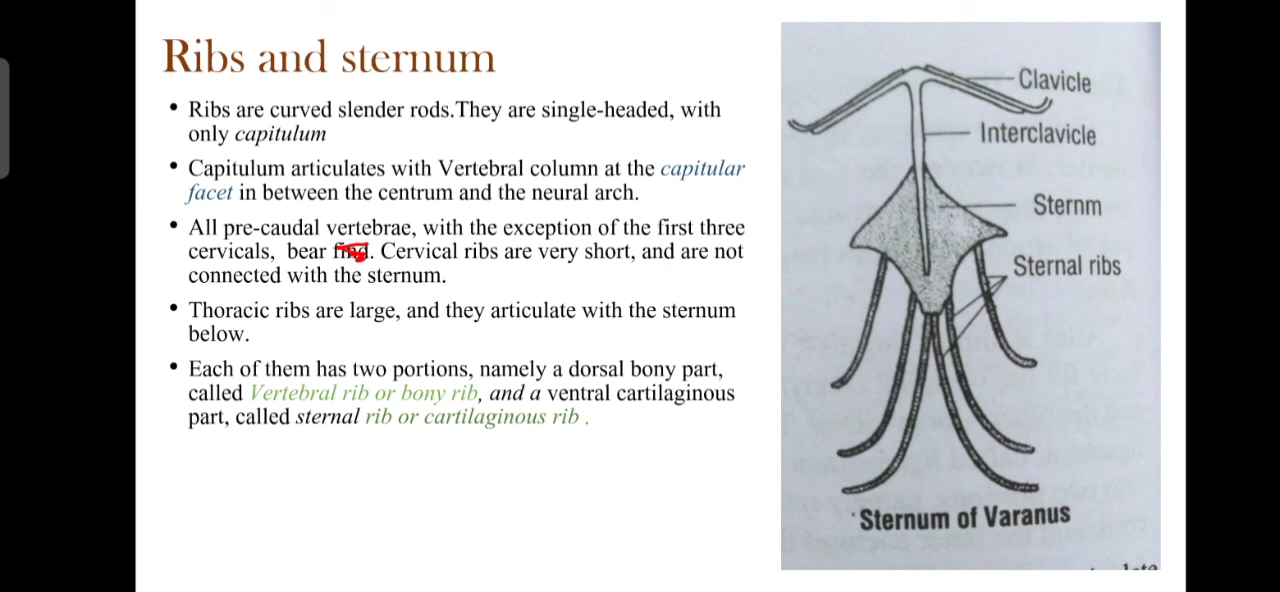 Ribs and sternum
• Ribs are curved slender rods.They are single-headed, with
only capitulum
• Capitulum articulates with Vertebral column at the capitular
facet in between the centrum and the neural arch.
• All pre-caudal vertebrae, with the exception of the first three
cervicals, bear find. Cervical ribs are very short, and are not
connected with the sternum.
• Thoracic ribs are large, and they articulate with the sternum
below.
• Each of them has two portions, namely a dorsal bony part,
called Vertebral rib or bony rib, and a ventral cartilaginous
part, called sternal rib or cartilaginous rib .
Clavicle
Interclavicle
Sternm
Sternal ribs
Sternum of Varanus